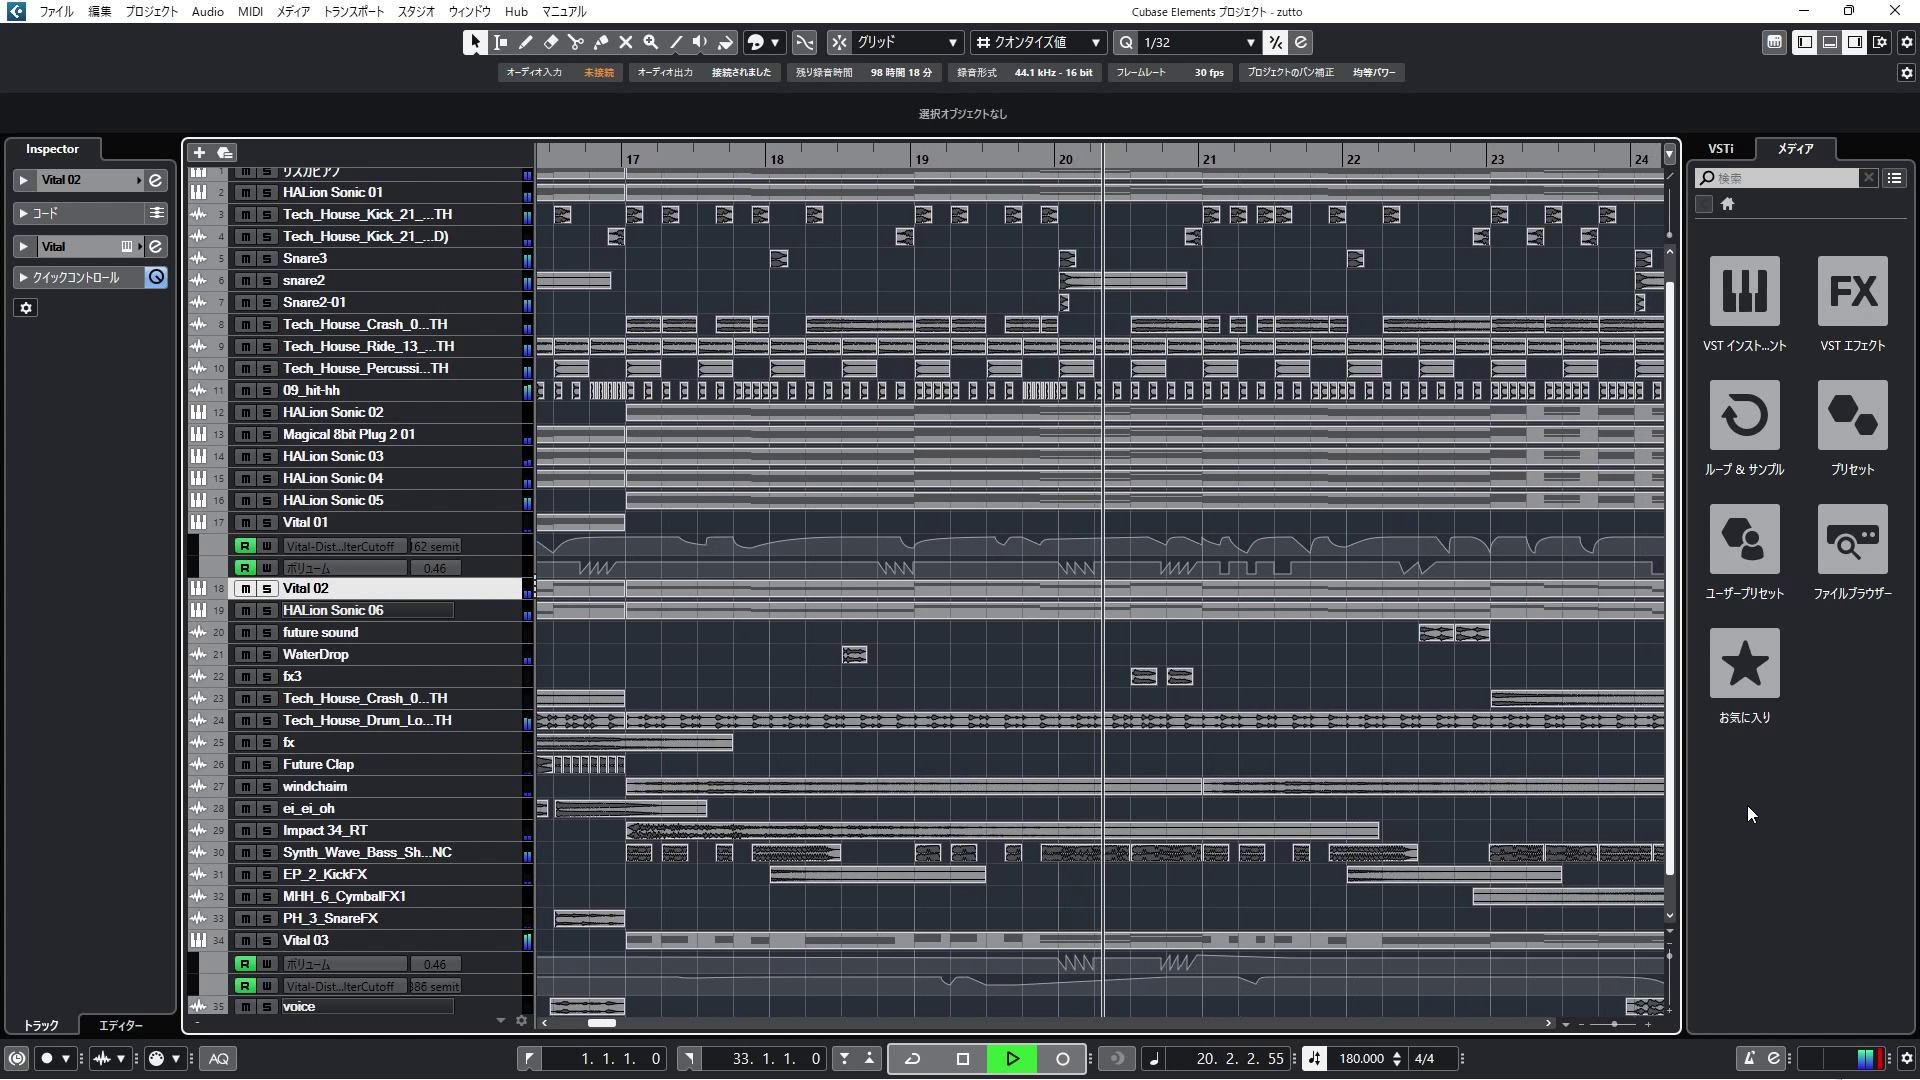 ファイル 編集 プロジェクト Audio MIDI メディア トランスポート スタジオ ウィンドウ Hub マニュアル
Cubase Elements プロジェクト - zutto
グリッド
クオンタイズ値
1/32
オーディオ入力 未接続
オーディオ出力 接続されました
残り録音時間 98 時間 18 分
録音形式 44.1 kHz - 16 bit
フレームレート 30 fps
プロジェクトのパン補正 均等パワー
選択オブジェクトなし
Inspector
Vital 02
コード
Vital
クイックコントロール
トラック
エディター
17 18 19 20 21 22 23 24
1 m S リスカピアノ
2 m S HALion Sonic 01
3 m S Tech_House_Kick_21_...TH
4 m S Tech_House_Kick_21_...D)
5 m S Snare3
6 m S snare2
7 m S Snare2-01
8 m S Tech_House_Crash_0...TH
9 m S Tech_House_Ride_13_...TH
10 m S Tech_House_Percussi...TH
11 m S 09_hit-hh
12 m S HALion Sonic 02
13 m S Magical 8bit Plug 2 01
14 m S HALion Sonic 03
15 m S HALion Sonic 04
16 m S HALion Sonic 05
17 m S Vital 01
R W Vital-Dist...lterCutoff 62 semit
R W ボリューム 0.46
18 m S Vital 02
19 m S HALion Sonic 06
20 m S future sound
21 m S WaterDrop
22 m S fx3
23 m S Tech_House_Crash_0...TH
24 m S Tech_House_Drum_Lo...TH
25 m S fx
26 m S Future Clap
27 m S windchaim
28 m S ei_ei_oh
29 m S Impact 34_RT
30 m S Synth_Wave_Bass_Sh...NC
31 m S EP_2_KickFX
32 m S MHH_6_CymbalFX1
33 m S PH_3_SnareFX
34 m S Vital 03
R W ボリューム 0.46
R W Vital-Dist...lterCutoff 86 semit
35 m S voice
VSTi
メディア
検索
VST インスト...ント
VST エフェクト
ループ & サンプル
プリセット
ユーザープリセット
ファイルブラウザー
お気に入り
AQ
1. 1. 1. 0
33. 1. 1. 0
20. 2. 2. 55
180.000
4/4